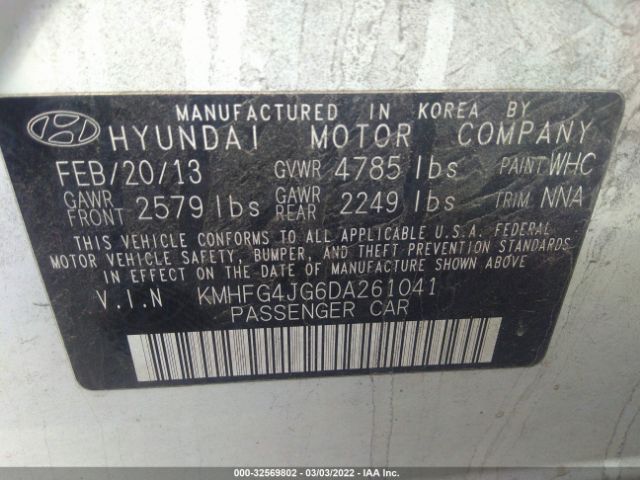 MANUFACTURED IN KOREA BY
HYUNDAI MOTOR COMPANY
FEB/20/13 GVWR 4785 lbs PAINT WHC
GAWR FRONT 2579 lbs GAWR REAR 2249 lbs TRIM NNA
THIS VEHICLE CONFORMS TO ALL APPLICABLE U.S.A. FEDERAL
MOTOR VEHICLE SAFETY, BUMPER, AND THEFT PREVENTION STANDARDS
IN EFFECT ON THE DATE OF MANUFACTURE SHOWN ABOVE
V.I.N KMHFG4JG6DA261041
PASSENGER CAR
000-32569802 - 03/03/2022 - IAA Inc.